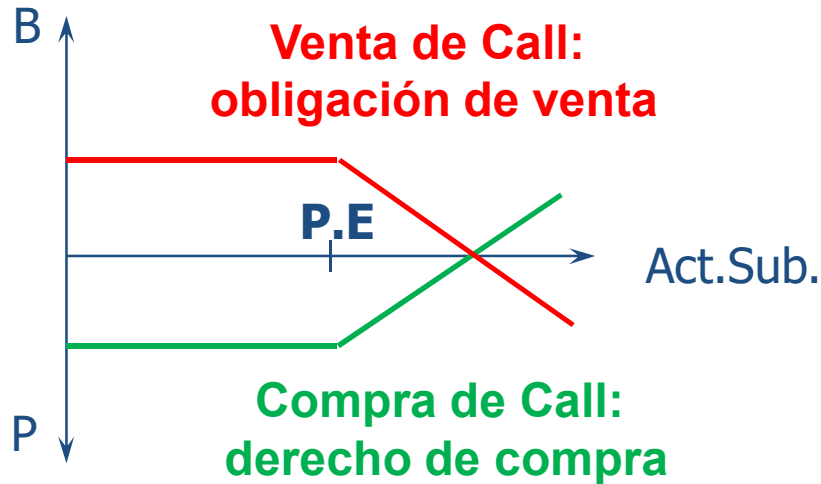 B
Venta de Call:
obligación de venta
P.E
Act.Sub.
Compra de Call:
P
derecho de compra